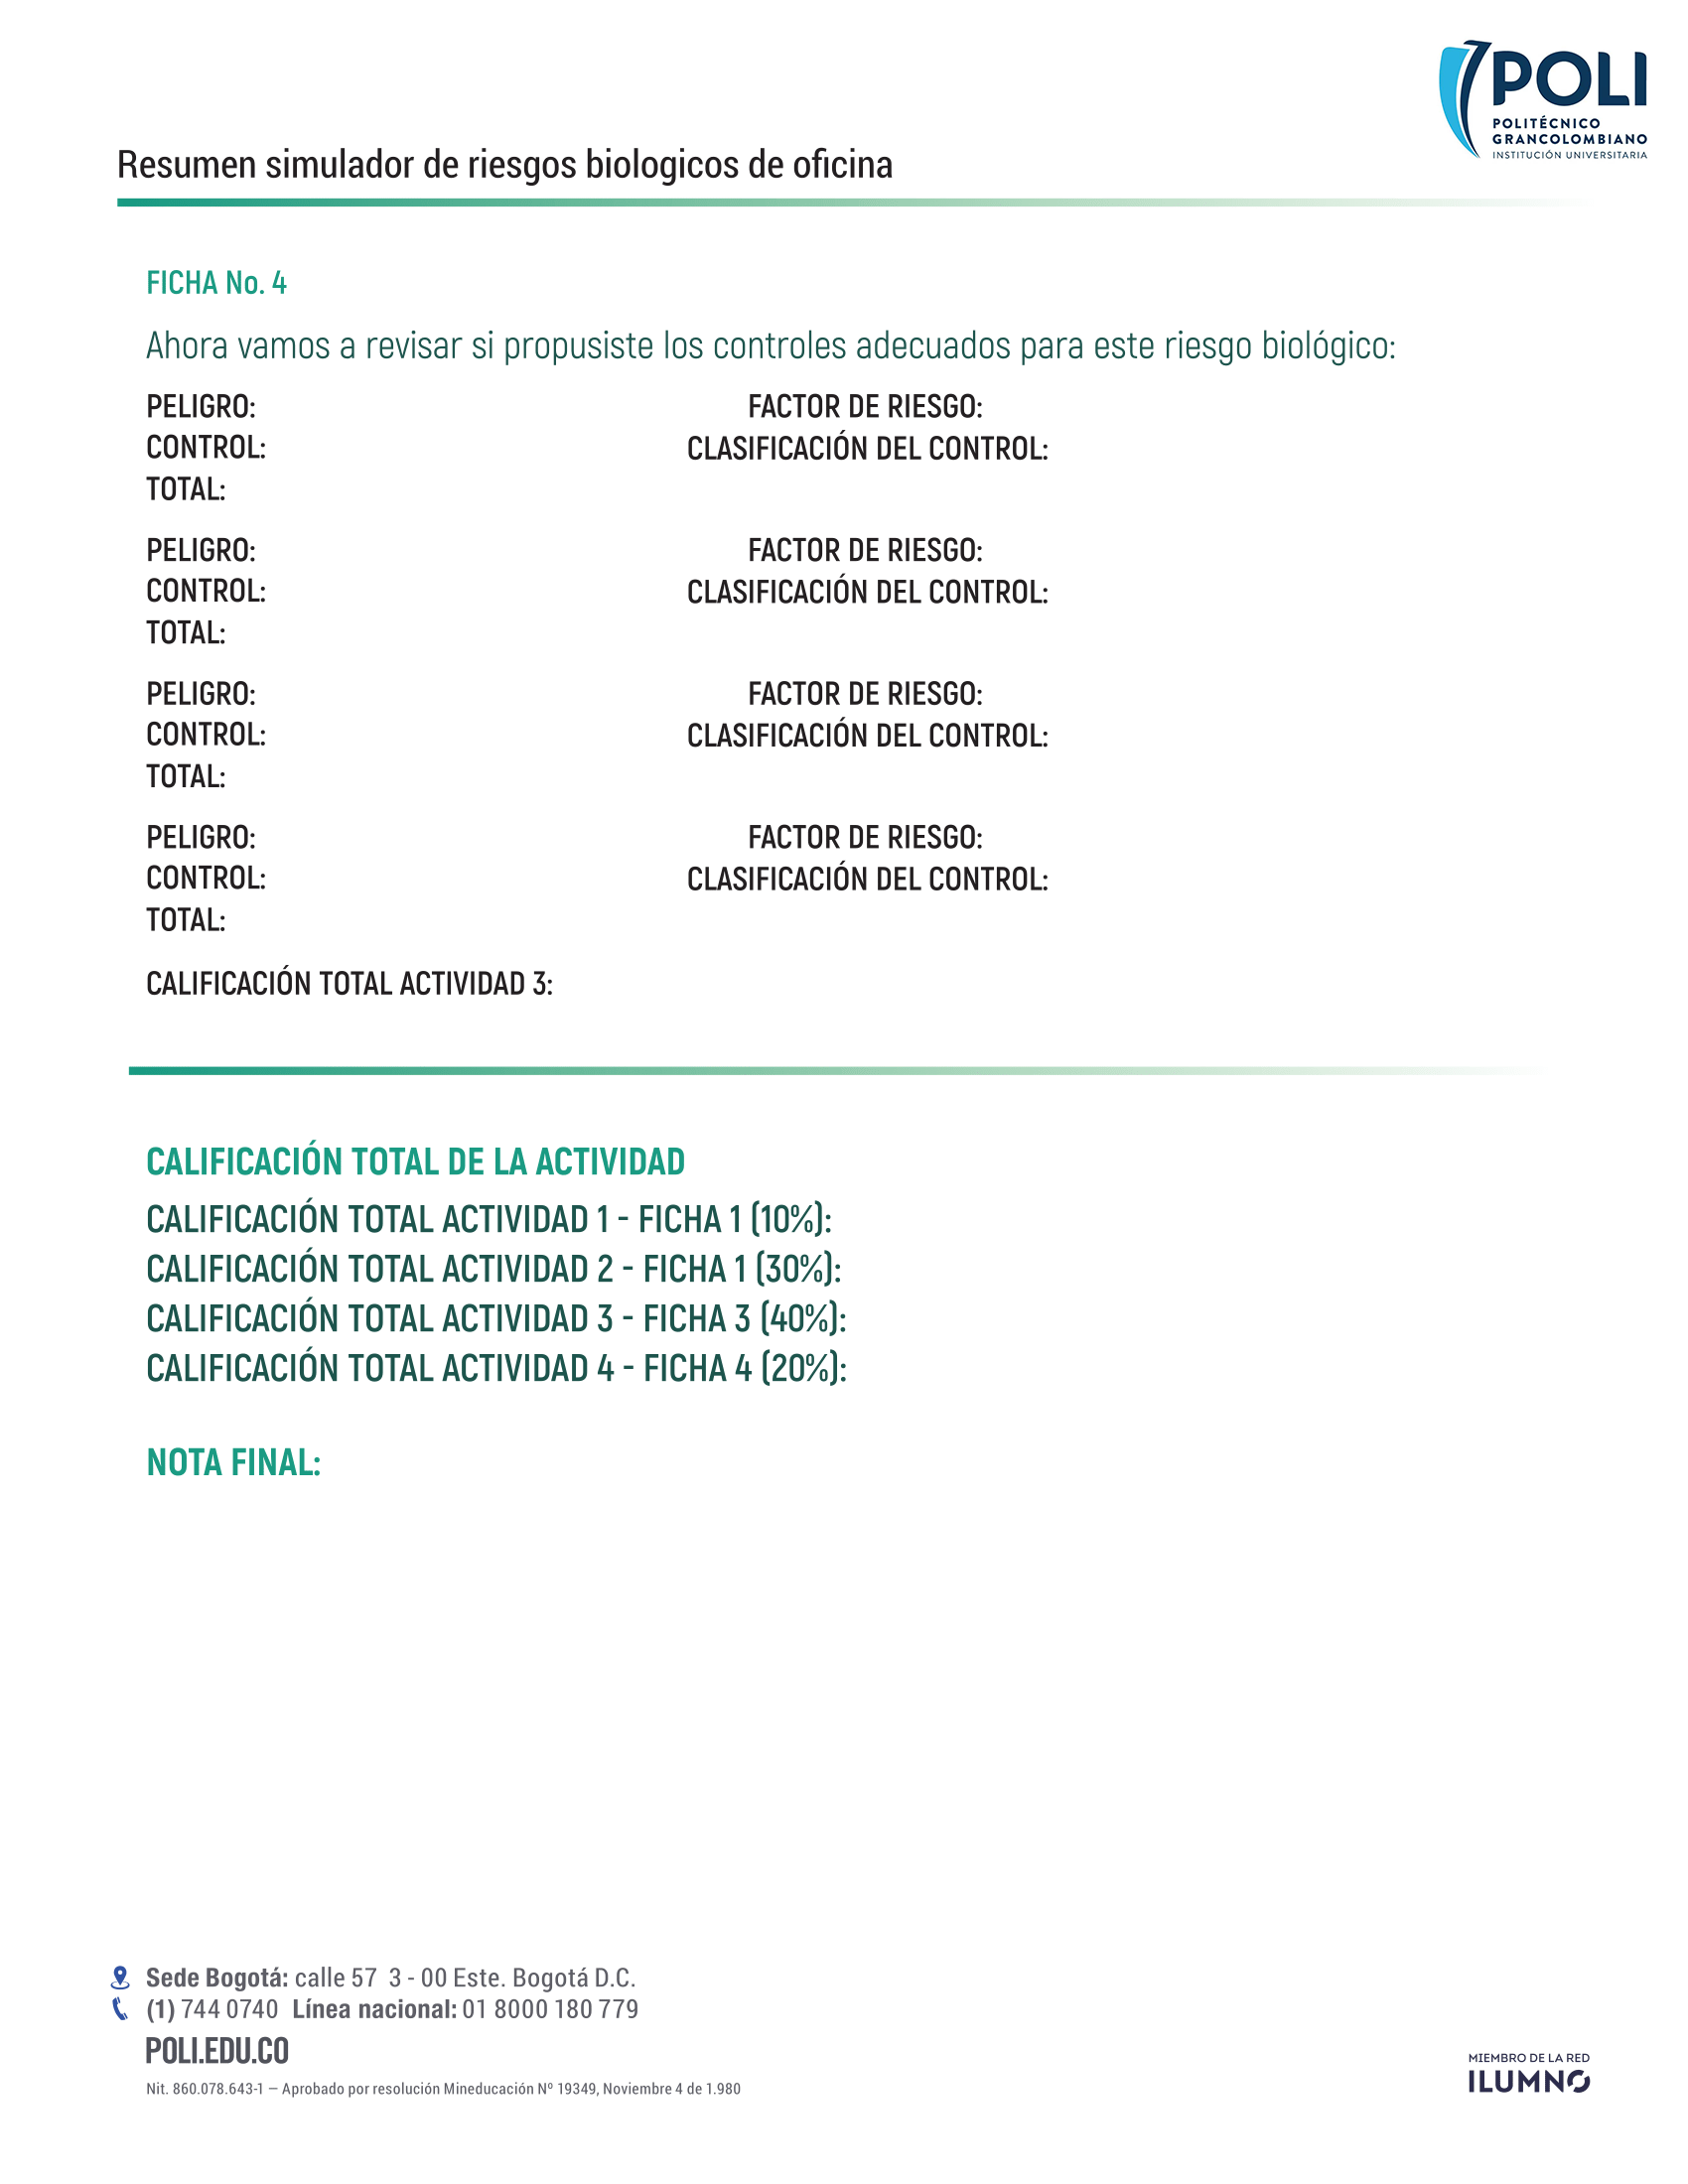 POLI
POLITÉCNICO
GRANCOLOMBIANO
INSTITUCIÓN UNIVERSITARIA
Resumen simulador de riesgos biologicos de oficina
FICHA No. 4
Ahora vamos a revisar si propusiste los controles adecuados para este riesgo biológico:
PELIGRO: FACTOR DE RIESGO:
CONTROL: CLASIFICACIÓN DEL CONTROL:
TOTAL:
PELIGRO: FACTOR DE RIESGO:
CONTROL: CLASIFICACIÓN DEL CONTROL:
TOTAL:
PELIGRO: FACTOR DE RIESGO:
CONTROL: CLASIFICACIÓN DEL CONTROL:
TOTAL:
PELIGRO: FACTOR DE RIESGO:
CONTROL: CLASIFICACIÓN DEL CONTROL:
TOTAL:
CALIFICACIÓN TOTAL ACTIVIDAD 3:
CALIFICACIÓN TOTAL DE LA ACTIVIDAD
CALIFICACIÓN TOTAL ACTIVIDAD 1 - FICHA 1 (10%):
CALIFICACIÓN TOTAL ACTIVIDAD 2 - FICHA 1 (30%):
CALIFICACIÓN TOTAL ACTIVIDAD 3 - FICHA 3 (40%):
CALIFICACIÓN TOTAL ACTIVIDAD 4 - FICHA 4 (20%):
NOTA FINAL:
Sede Bogotá: calle 57 3 - 00 Este. Bogotá D.C.
(1) 744 0740 Línea nacional: 01 8000 180 779
POLI.EDU.CO
Nit. 860.078.643-1 — Aprobado por resolución Mineducación Nº 19349, Noviembre 4 de 1.980
MIEMBRO DE LA RED
ILUMNO